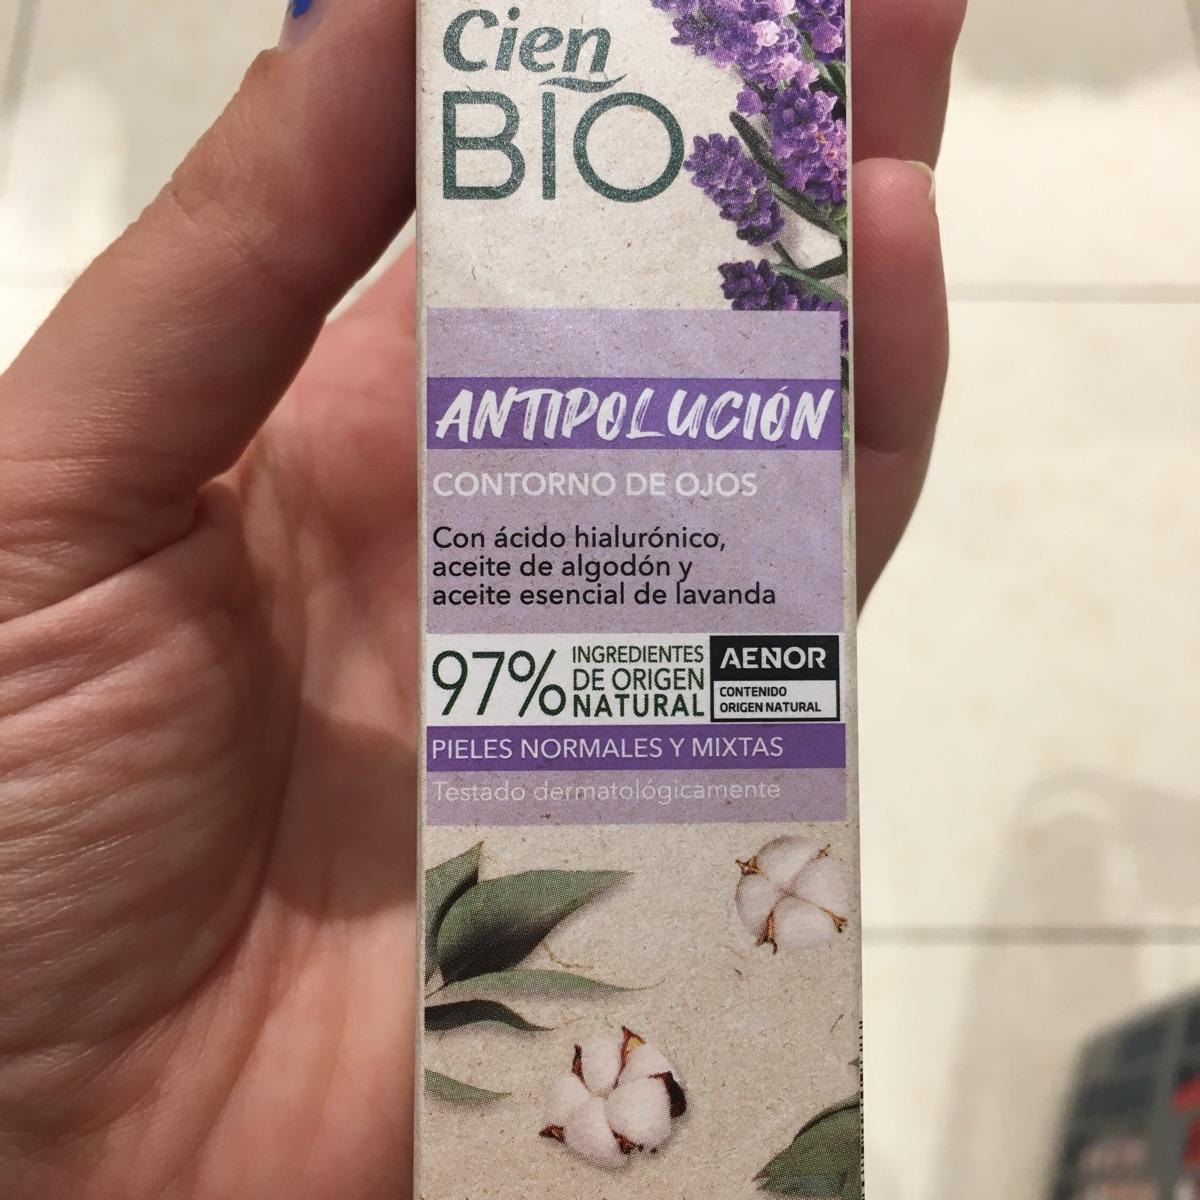 Cien
BIO
ANTIPOLUCIÓN
CONTORNO DE OJOS
Con ácido hialurónico,
aceite de algodón y
aceite esencial de lavanda
97%
INGREDIENTES
DE ORIGEN
NATURAL
AENOR
CONTENIDO
ORIGEN NATURAL
PIELES NORMALES Y MIXTAS
Testado dermatológicamente